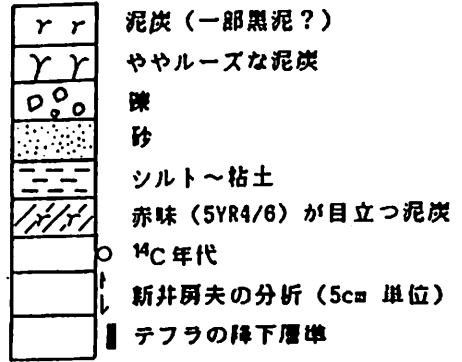 泥炭(一部黒泥?)
ややルーズな泥炭
礫
砂
シルト～粘土
赤味(5YR4/6)が目立つ泥炭
¹⁴C年代
新井房夫の分析(5cm 単位)
テフラの降下層準